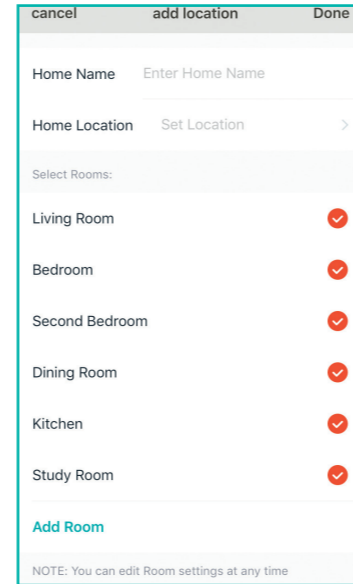 cancel add location Done
Home Name Enter Home Name
Home Location Set Location
Select Rooms:
Living Room
Bedroom
Second Bedroom
Dining Room
Kitchen
Study Room
Add Room
NOTE: You can edit Room settings at any time